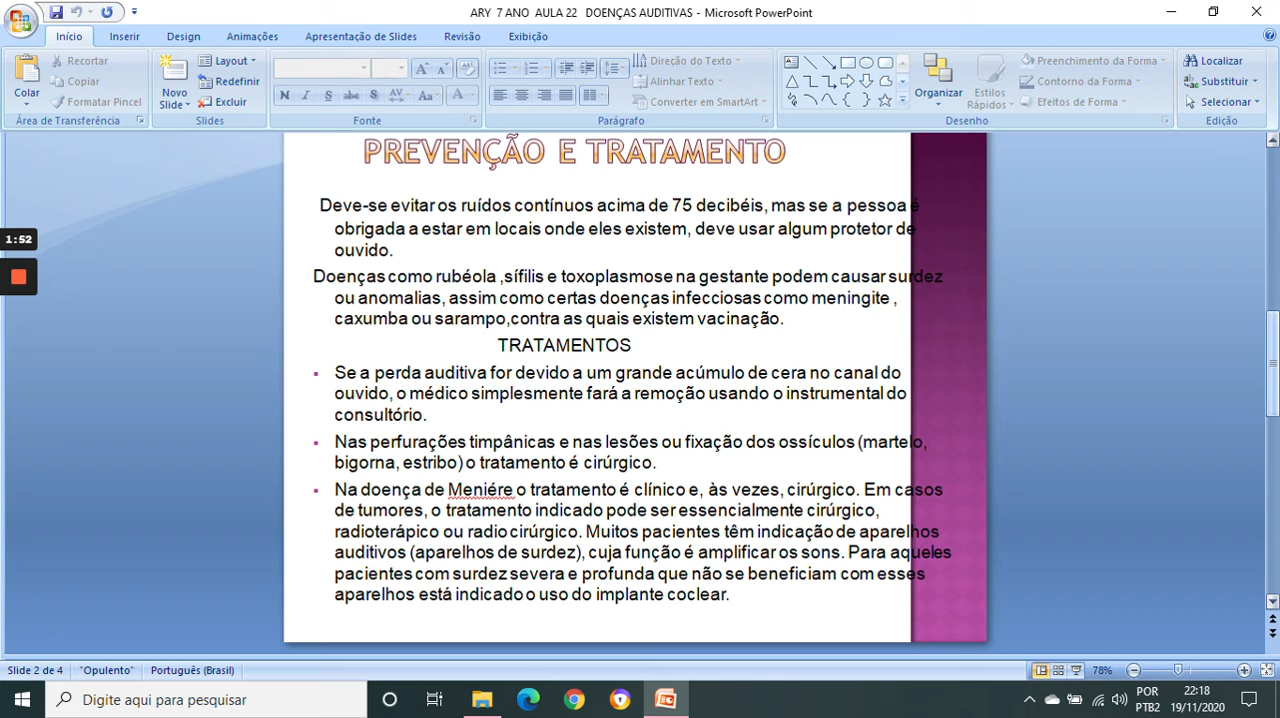 ARY 7 ANO AULA 22 DOENÇAS AUDITIVAS - Microsoft PowerPoint
Início Inserir Design Animações Apresentação de Slides Revisão Exibição
Colar
Recortar
Copiar
Formatar Pincel
Área de Transferência
Novo Slide
Layout
Redefinir
Excluir
Slides
N I S abc S AV Aa A
Fonte
Direção do Texto
Alinhar Texto
Converter em SmartArt
Parágrafo
Organizar
Estilos Rápidos
Preenchimento da Forma
Contorno da Forma
Efeitos de Forma
Desenho
Localizar
Substituir
Selecionar
Edição
1:52
PREVENÇÃO E TRATAMENTO
Deve-se evitar os ruídos contínuos acima de 75 decibéis, mas se a pessoa é
obrigada a estar em locais onde eles existem, deve usar algum protetor de
ouvido.
Doenças como rubéola ,sífilis e toxoplasmose na gestante podem causar surdez
ou anomalias, assim como certas doenças infecciosas como meningite ,
caxumba ou sarampo,contra as quais existem vacinação.
TRATAMENTOS
Se a perda auditiva for devido a um grande acúmulo de cera no canal do
ouvido, o médico simplesmente fará a remoção usando o instrumental do
consultório.
Nas perfurações timpânicas e nas lesões ou fixação dos ossículos (martelo,
bigorna, estribo) o tratamento é cirúrgico.
Na doença de Meniére o tratamento é clínico e, às vezes, cirúrgico. Em casos
de tumores, o tratamento indicado pode ser essencialmente cirúrgico,
radioterápico ou radio cirúrgico. Muitos pacientes têm indicação de aparelhos
auditivos (aparelhos de surdez), cuja função é amplificar os sons. Para aqueles
pacientes com surdez severa e profunda que não se beneficiam com esses
aparelhos está indicado o uso do implante coclear.
Slide 2 de 4 "Opulento" Português (Brasil) 78%
Digite aqui para pesquisar
POR
PTB2
22:18
19/11/2020